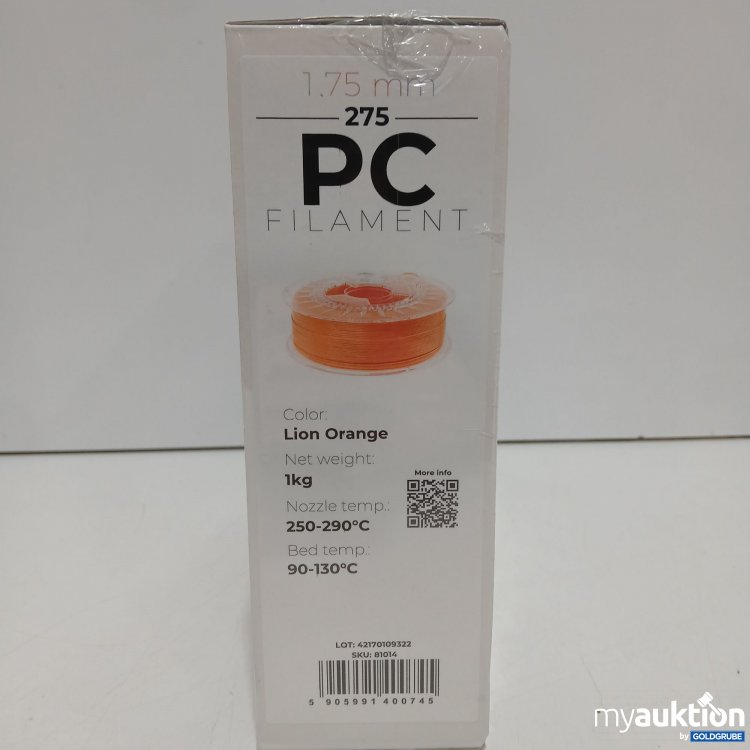 1.75 mm
275
PC
FILAMENT
Color:
Lion Orange
Net weight:
1kg
More info
Nozzle temp.:
250-290°C
Bed temp.:
90-130°C
LOT: 42170109322
SKU: 81014
5 905991 400745
myauktion
by GOLDGRUBE